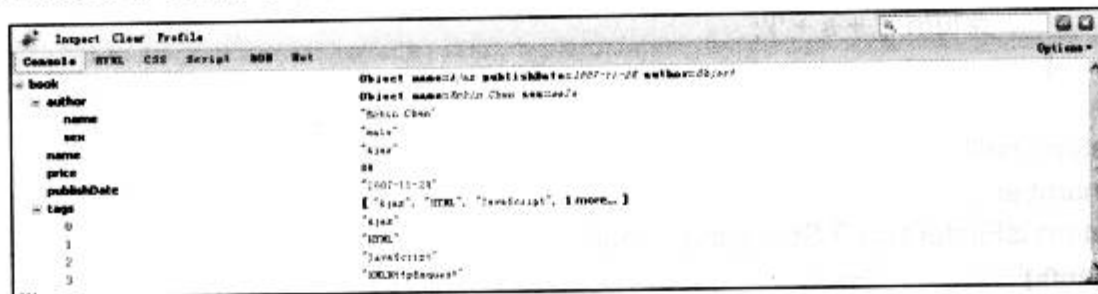 Inspect Clear Profile
Console HTML CSS Script DOM Net Options
book Object name=Ajax publishDate=2007-11-28 author=Object
author Object name=Robin Chen sex=male
name "Robin Chen"
sex "male"
name "Ajax"
price
publishDate "2007-11-28"
tags [ "Ajax", "HTML", "JavaScript", 1 more... ]
0 "Ajax"
1 "HTML"
2 "JavaScript"
3 "XMLHttpRequest"